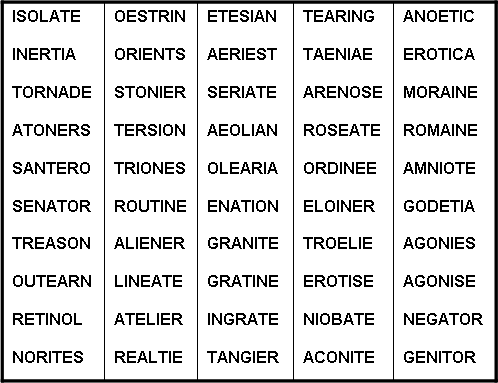 ISOLATE OESTRIN ETESIAN TEARING ANOETIC
INERTIA ORIENTS AERIEST TAENIAE EROTICA
TORNADE STONIER SERIATE ARENOSE MORAINE
ATONERS TERSION AEOLIAN ROSEATE ROMAINE
SANTERO TRIONES OLEARIA ORDINEE AMNIOTE
SENATOR ROUTINE ENATION ELOINER GODETIA
TREASON ALIENER GRANITE TROELIE AGONIES
OUTEARN LINEATE GRATINE EROTISE AGONISE
RETINOL ATELIER INGRATE NIOBATE NEGATOR
NORITES REALTIE TANGIER ACONITE GENITOR